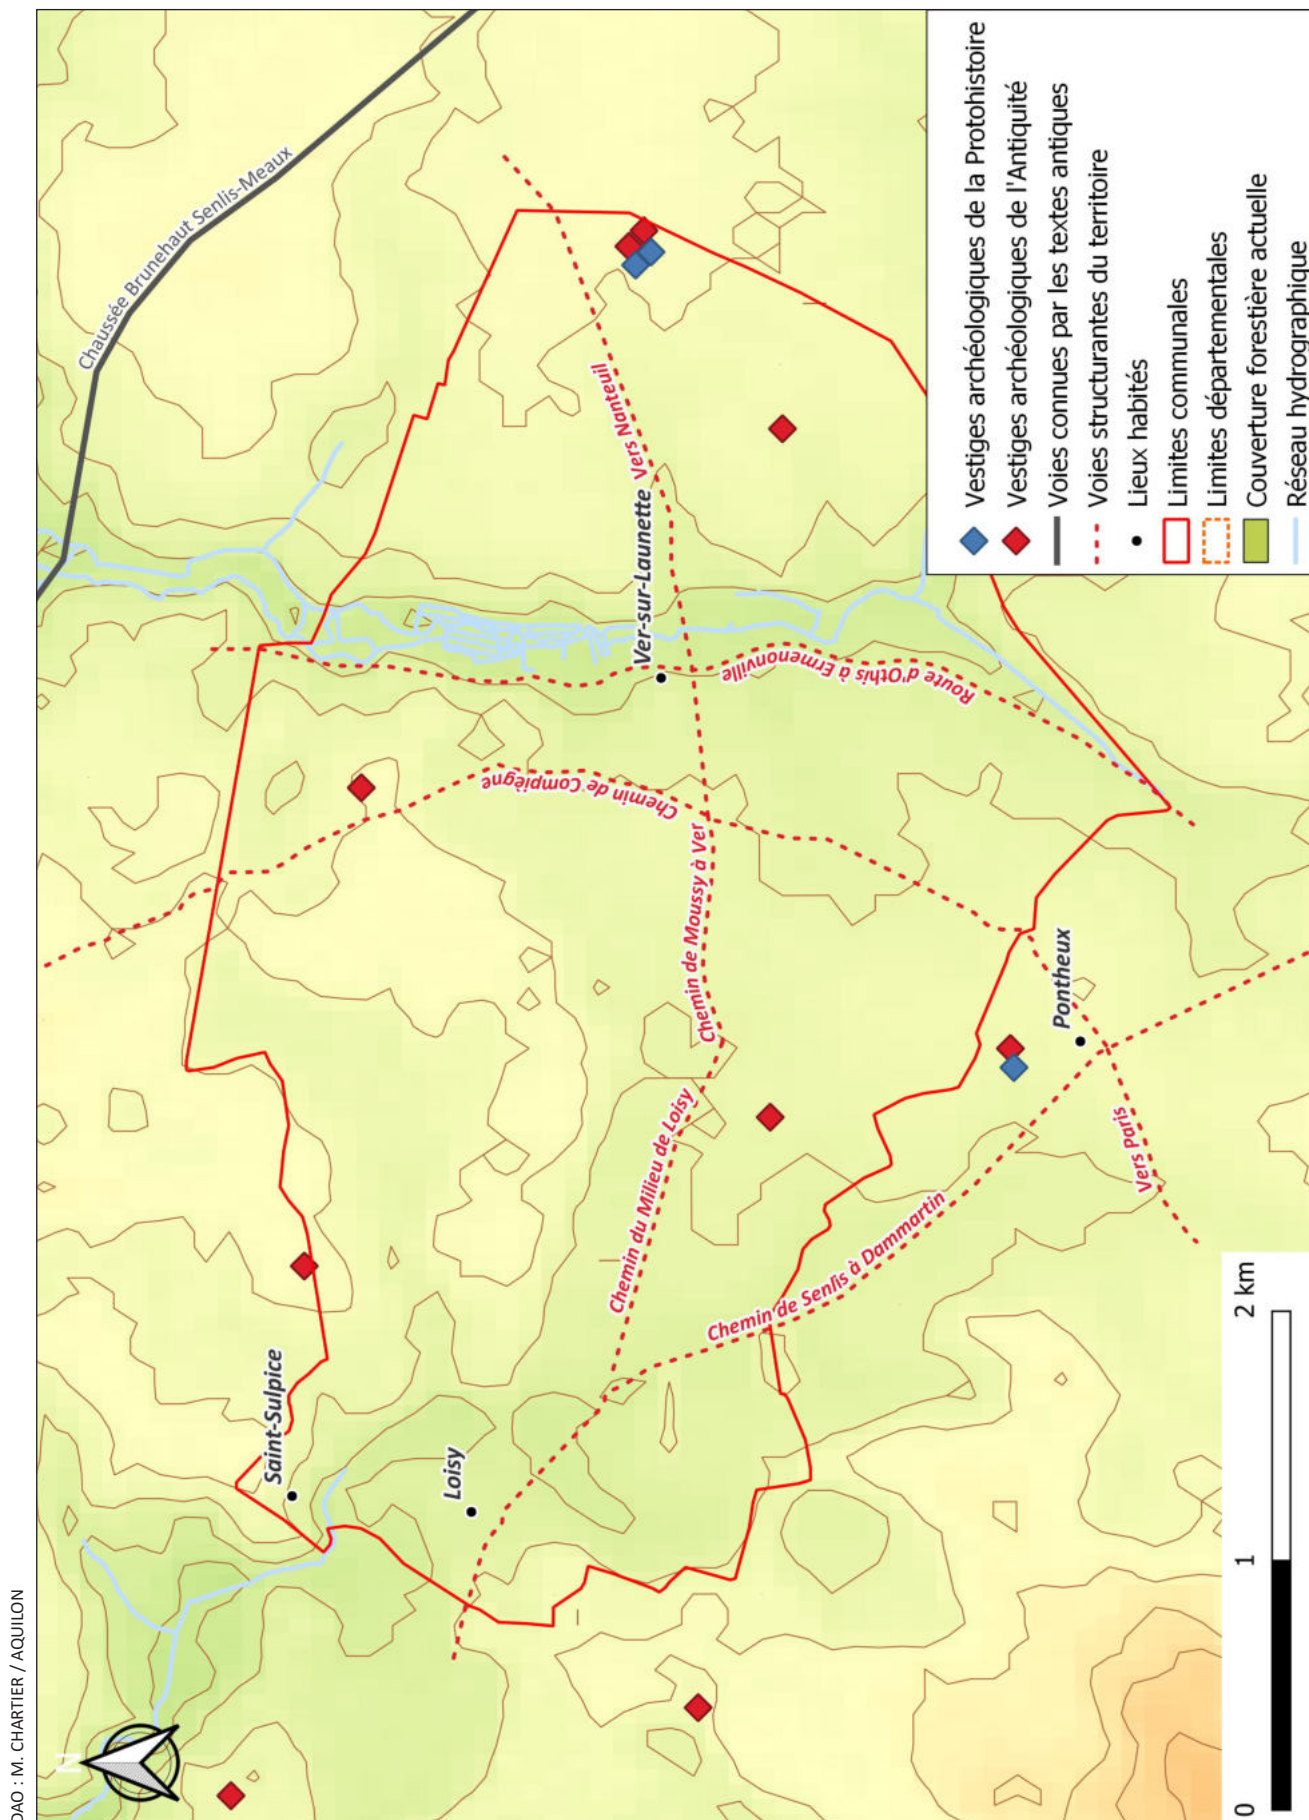 DAO : M. CHARTIER / AQUILON
N
Chaussée Brunehaut Senlis-Meaux
Saint-Sulpice
Loisy
Chemin de Compiègne
Ver-sur-Launette
Vers Nanteuil
Chemin du Milieu de Loisy
Chemin de Moussy à Ver
Route d'Othis à Ermenonville
Chemin de Senlis à Dammartin
Pontheux
Vers Paris
Vestiges archéologiques de la Protohistoire
Vestiges archéologiques de l'Antiquité
Voies connues par les textes antiques
Voies structurantes du territoire
Lieux habités
Limites communales
Limites départementales
Couverture forestière actuelle
Réseau hydrographique
0 1 2 km